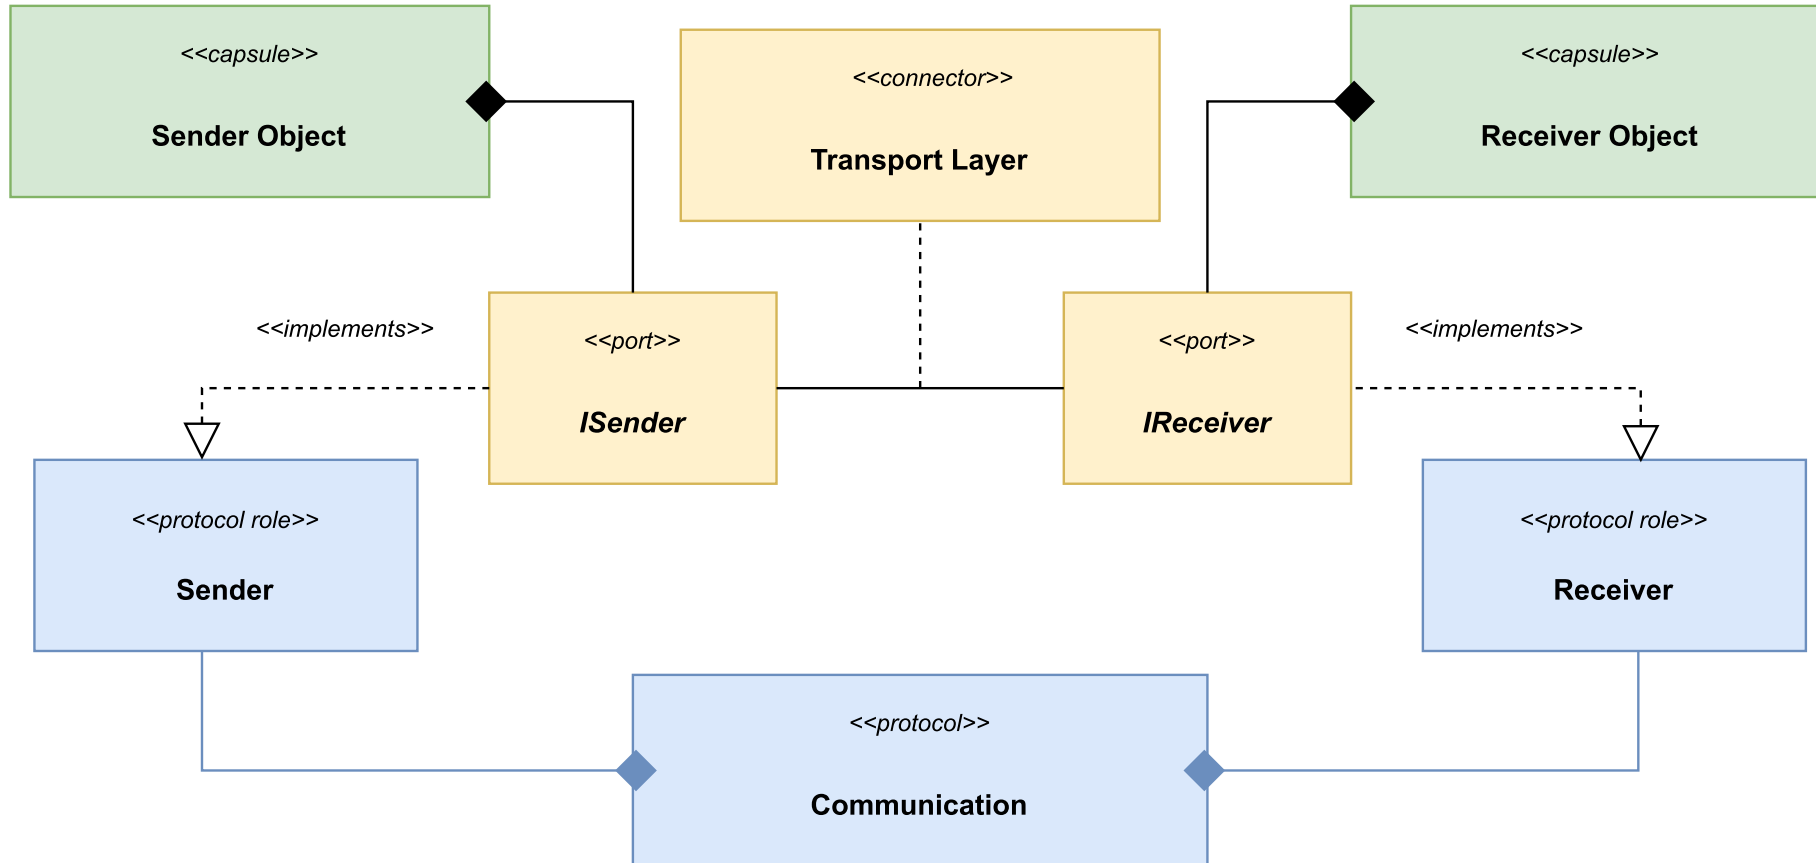 <<capsule>>
Sender Object
<<connector>>
Transport Layer
<<capsule>>
Receiver Object
<<implements>>
<<port>>
ISender
<<port>>
IReceiver
<<implements>>
<<protocol role>>
Sender
<<protocol role>>
Receiver
<<protocol>>
Communication